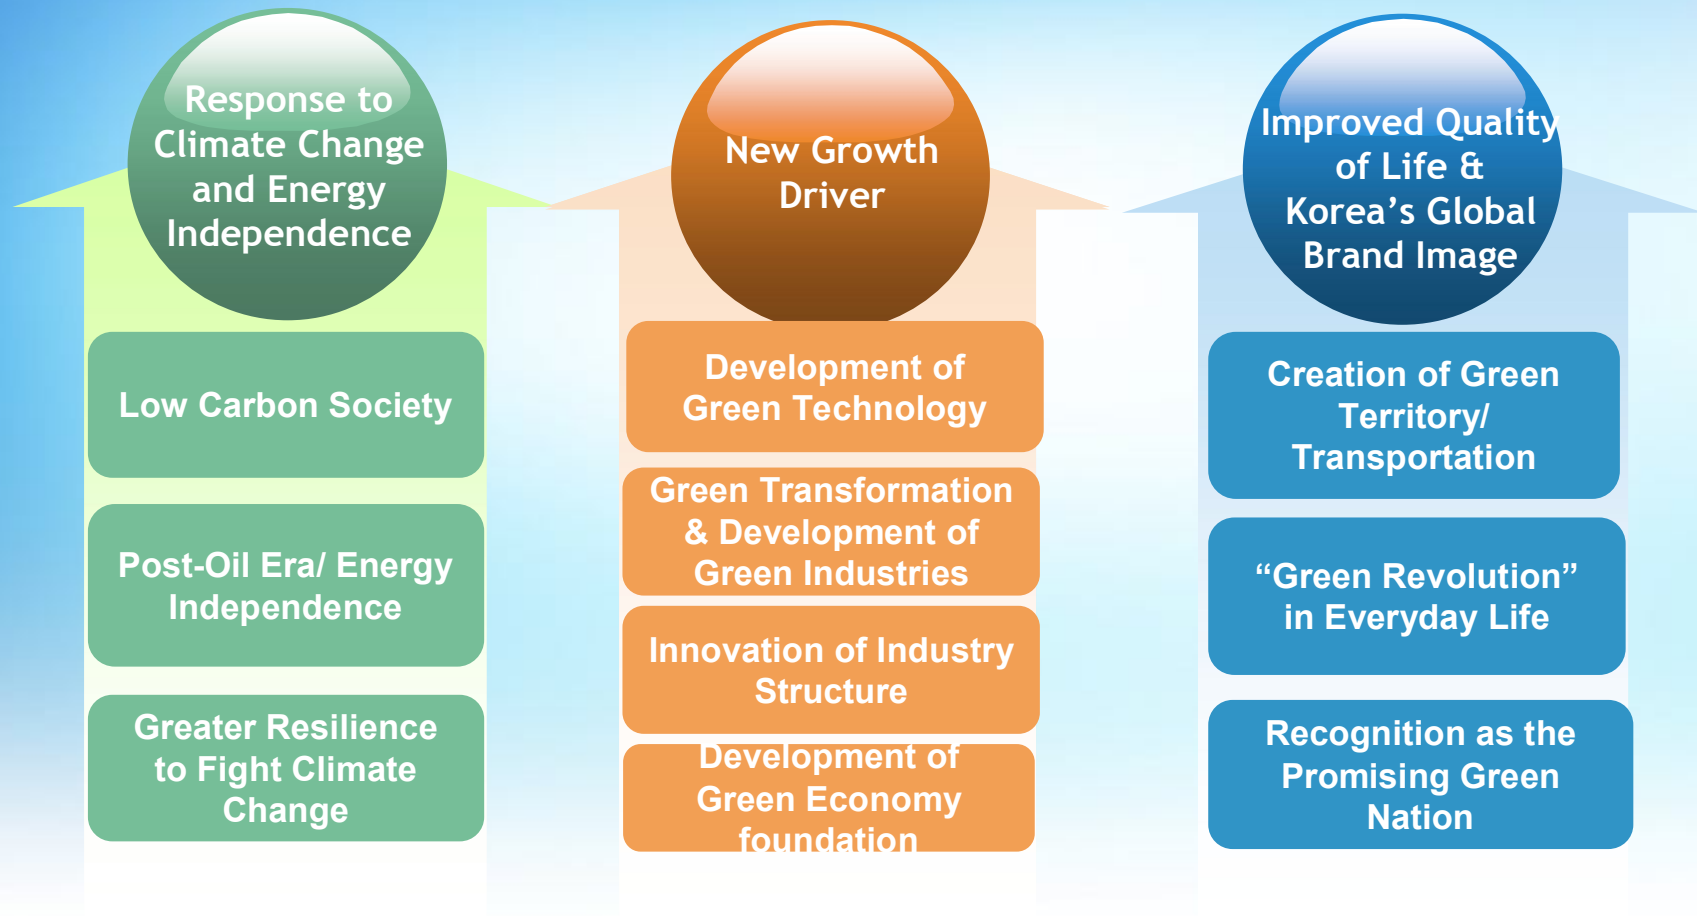 Response to
Climate Change
and Energy
Independence
Low Carbon Society
Post-Oil Era/ Energy
Independence
Greater Resilience
to Fight Climate
Change
New Growth
Driver
Development of
Green Technology
Green Transformation
& Development of
Green Industries
Innovation of Industry
Structure
Development of
Green Economy
foundation
Improved Quality
of Life &
Korea’s Global
Brand Image
Creation of Green
Territory/
Transportation
“Green Revolution”
in Everyday Life
Recognition as the
Promising Green
Nation